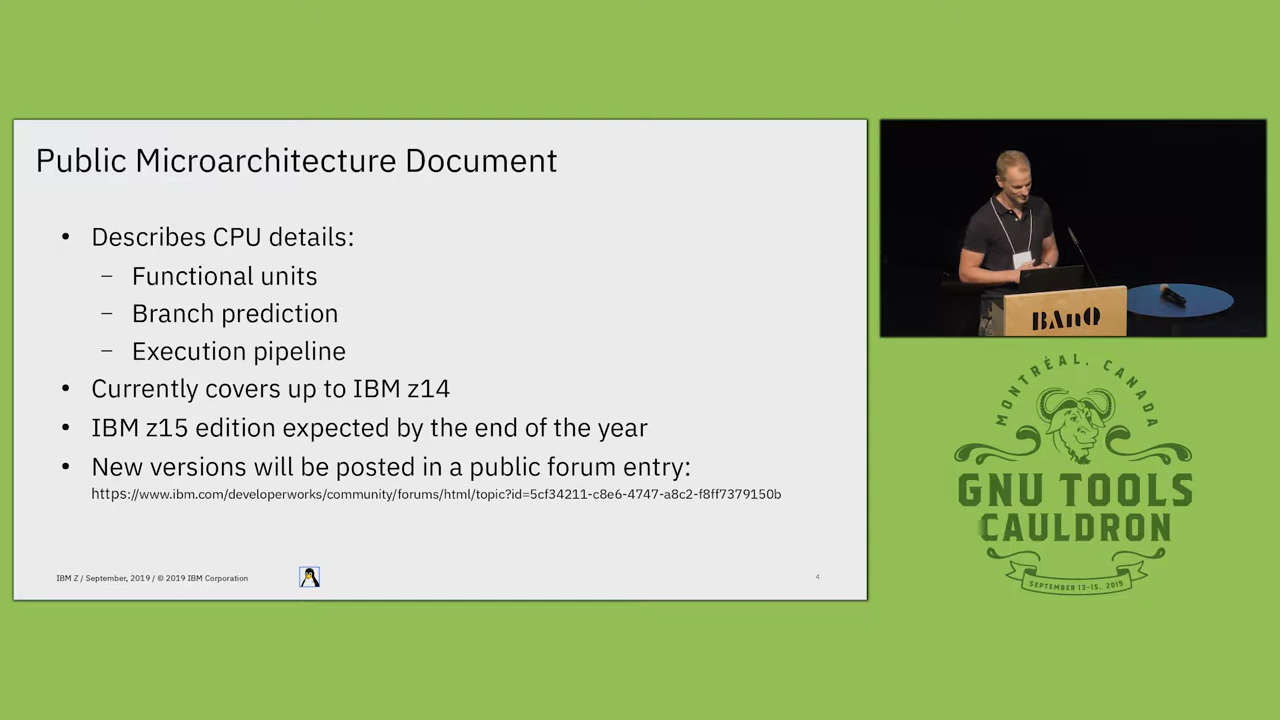 Public Microarchitecture Document
• Describes CPU details:
– Functional units
– Branch prediction
– Execution pipeline
• Currently covers up to IBM z14
• IBM z15 edition expected by the end of the year
• New versions will be posted in a public forum entry:
https://www.ibm.com/developerworks/community/forums/html/topic?id=5cf34211-c8e6-4747-a8c2-f8ff7379150b
IBM Z / September, 2019 / © 2019 IBM Corporation
4
BAnQ
MONTRÉAL, CANADA
GNU TOOLS
CAULDRON
SEPTEMBER 13-15, 2019